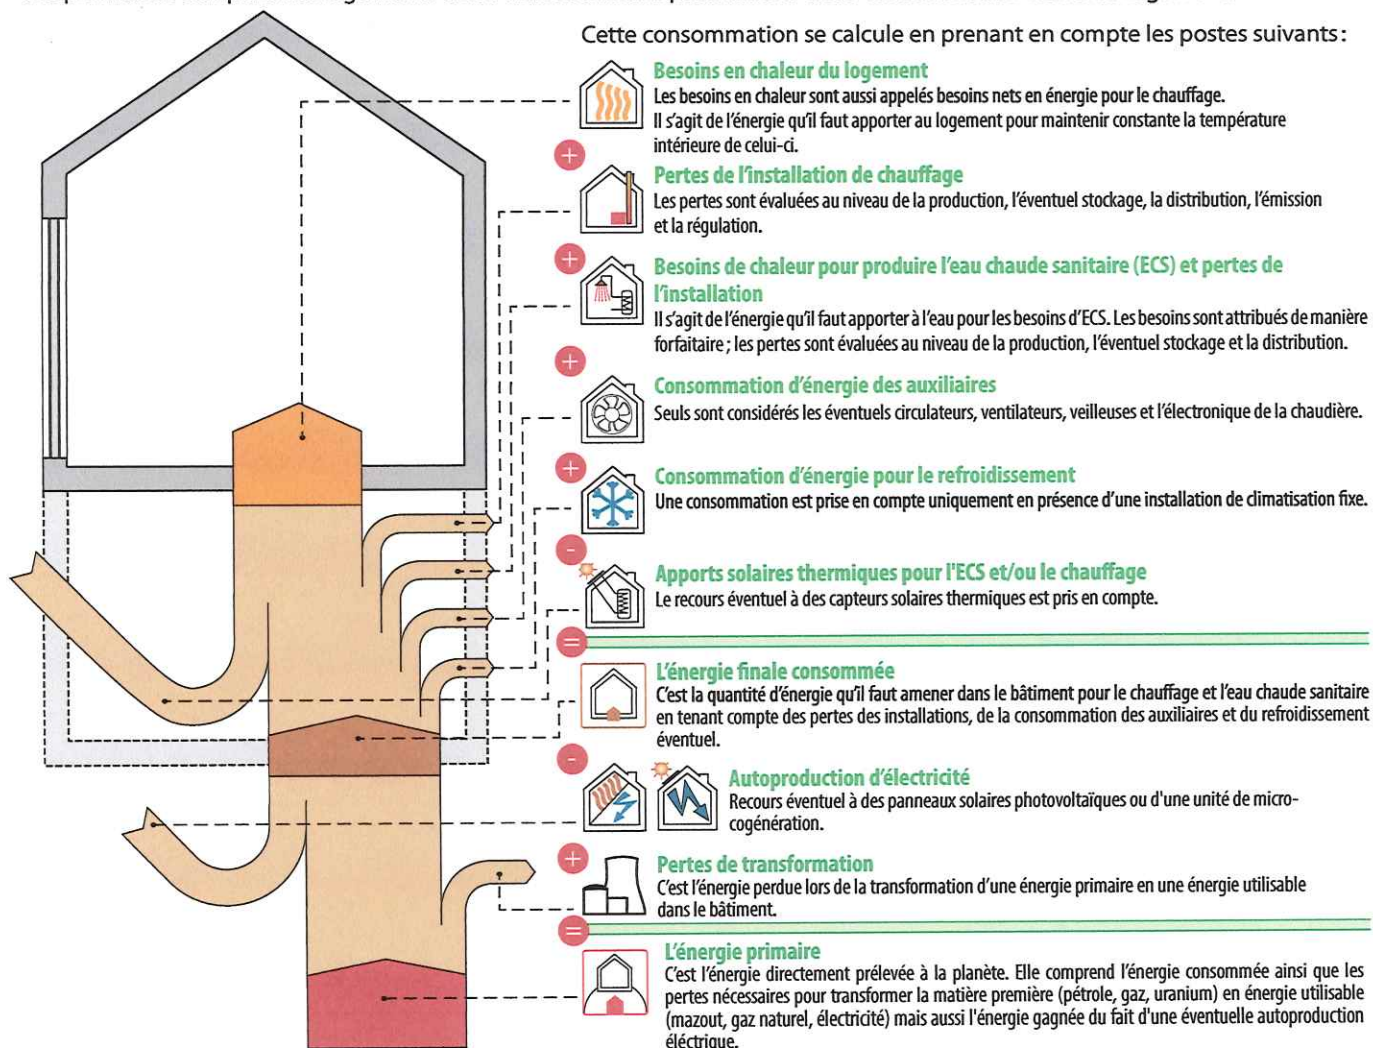 Cette consommation se calcule en prenant en compte les postes suivants :
Besoins en chaleur du logement
Les besoins en chaleur sont aussi appelés besoins nets en énergie pour le chauffage.
Il s'agit de l'énergie qu'il faut apporter au logement pour maintenir constante la température
intérieure de celui-ci.
+
Pertes de l'installation de chauffage
Les pertes sont évaluées au niveau de la production, l'éventuel stockage, la distribution, l'émission
et la régulation.
+
Besoins de chaleur pour produire l'eau chaude sanitaire (ECS) et pertes de
l'installation
Il s'agit de l'énergie qu'il faut apporter à l'eau pour les besoins d'ECS. Les besoins sont attribués de manière
forfaitaire ; les pertes sont évaluées au niveau de la production, l'éventuel stockage et la distribution.
+
Consommation d'énergie des auxiliaires
Seuls sont considérés les éventuels circulateurs, ventilateurs, veilleuses et l'électronique de la chaudière.
+
Consommation d'énergie pour le refroidissement
Une consommation est prise en compte uniquement en présence d'une installation de climatisation fixe.
-
Apports solaires thermiques pour l'ECS et/ou le chauffage
Le recours éventuel à des capteurs solaires thermiques est pris en compte.
=
L'énergie finale consommée
C'est la quantité d'énergie qu'il faut amener dans le bâtiment pour le chauffage et l'eau chaude sanitaire
en tenant compte des pertes des installations, de la consommation des auxiliaires et du refroidissement
éventuel.
-
Autoproduction d'électricité
Recours éventuel à des panneaux solaires photovoltaïques ou d'une unité de micro-
cogénération.
+
Pertes de transformation
C'est l'énergie perdue lors de la transformation d'une énergie primaire en une énergie utilisable
dans le bâtiment.
=
L'énergie primaire
C'est l'énergie directement prélevée à la planète. Elle comprend l'énergie consommée ainsi que les
pertes nécessaires pour transformer la matière première (pétrole, gaz, uranium) en énergie utilisable
(mazout, gaz naturel, électricité) mais aussi l'énergie gagnée du fait d'une éventuelle autoproduction
éléctrique.